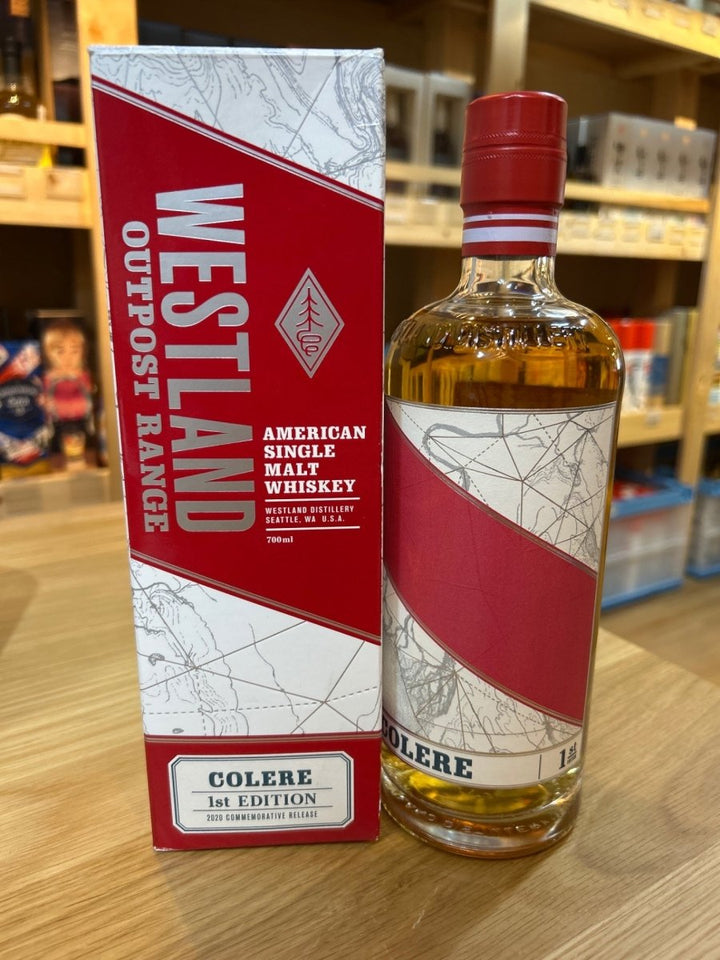 WESTLAND
OUTPOST RANGE
AMERICAN
SINGLE
MALT
WHISKEY
WESTLAND DISTILLERY
SEATTLE, WA U.S.A.
700ml
COLERE
1st EDITION
2020 COMMEMORATIVE RELEASE
COLERE
1st